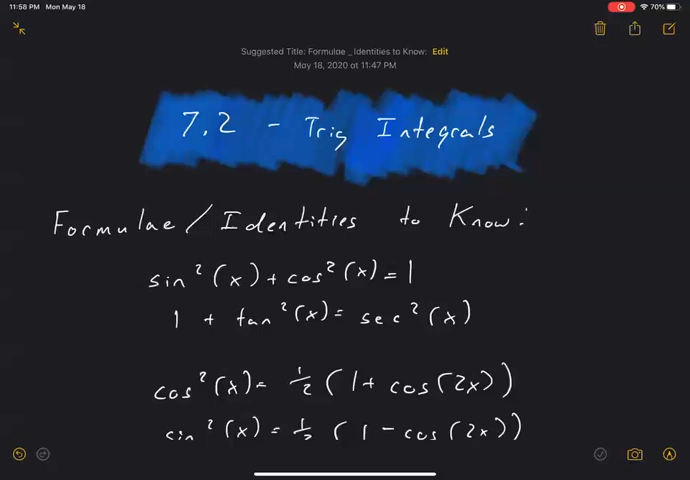 11:58 PM Mon May 18
70%
Suggested Title: Formulae _ Identities to Know: Edit
May 18, 2020 at 11:47 PM
7.2 - Trig Integrals
Formulae / Identities to Know:
sin²(x) + cos²(x) = 1
1 + tan²(x) = sec²(x)
cos²(x) = ½ (1 + cos(2x))
sin²(x) = ½ (1 - cos(2x))